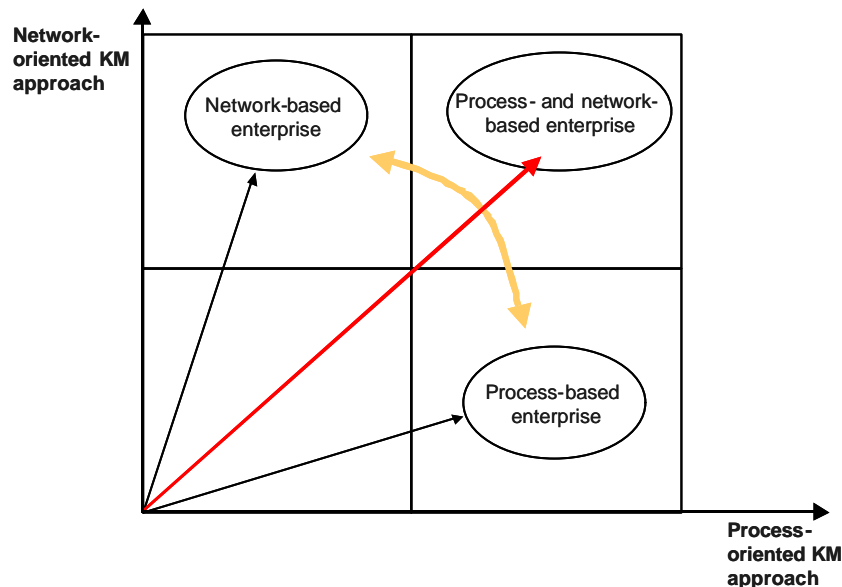 Network-
oriented KM
approach
Network-based
enterprise
Process- and network-
based enterprise
Process-based
enterprise
Process-
oriented KM
approach